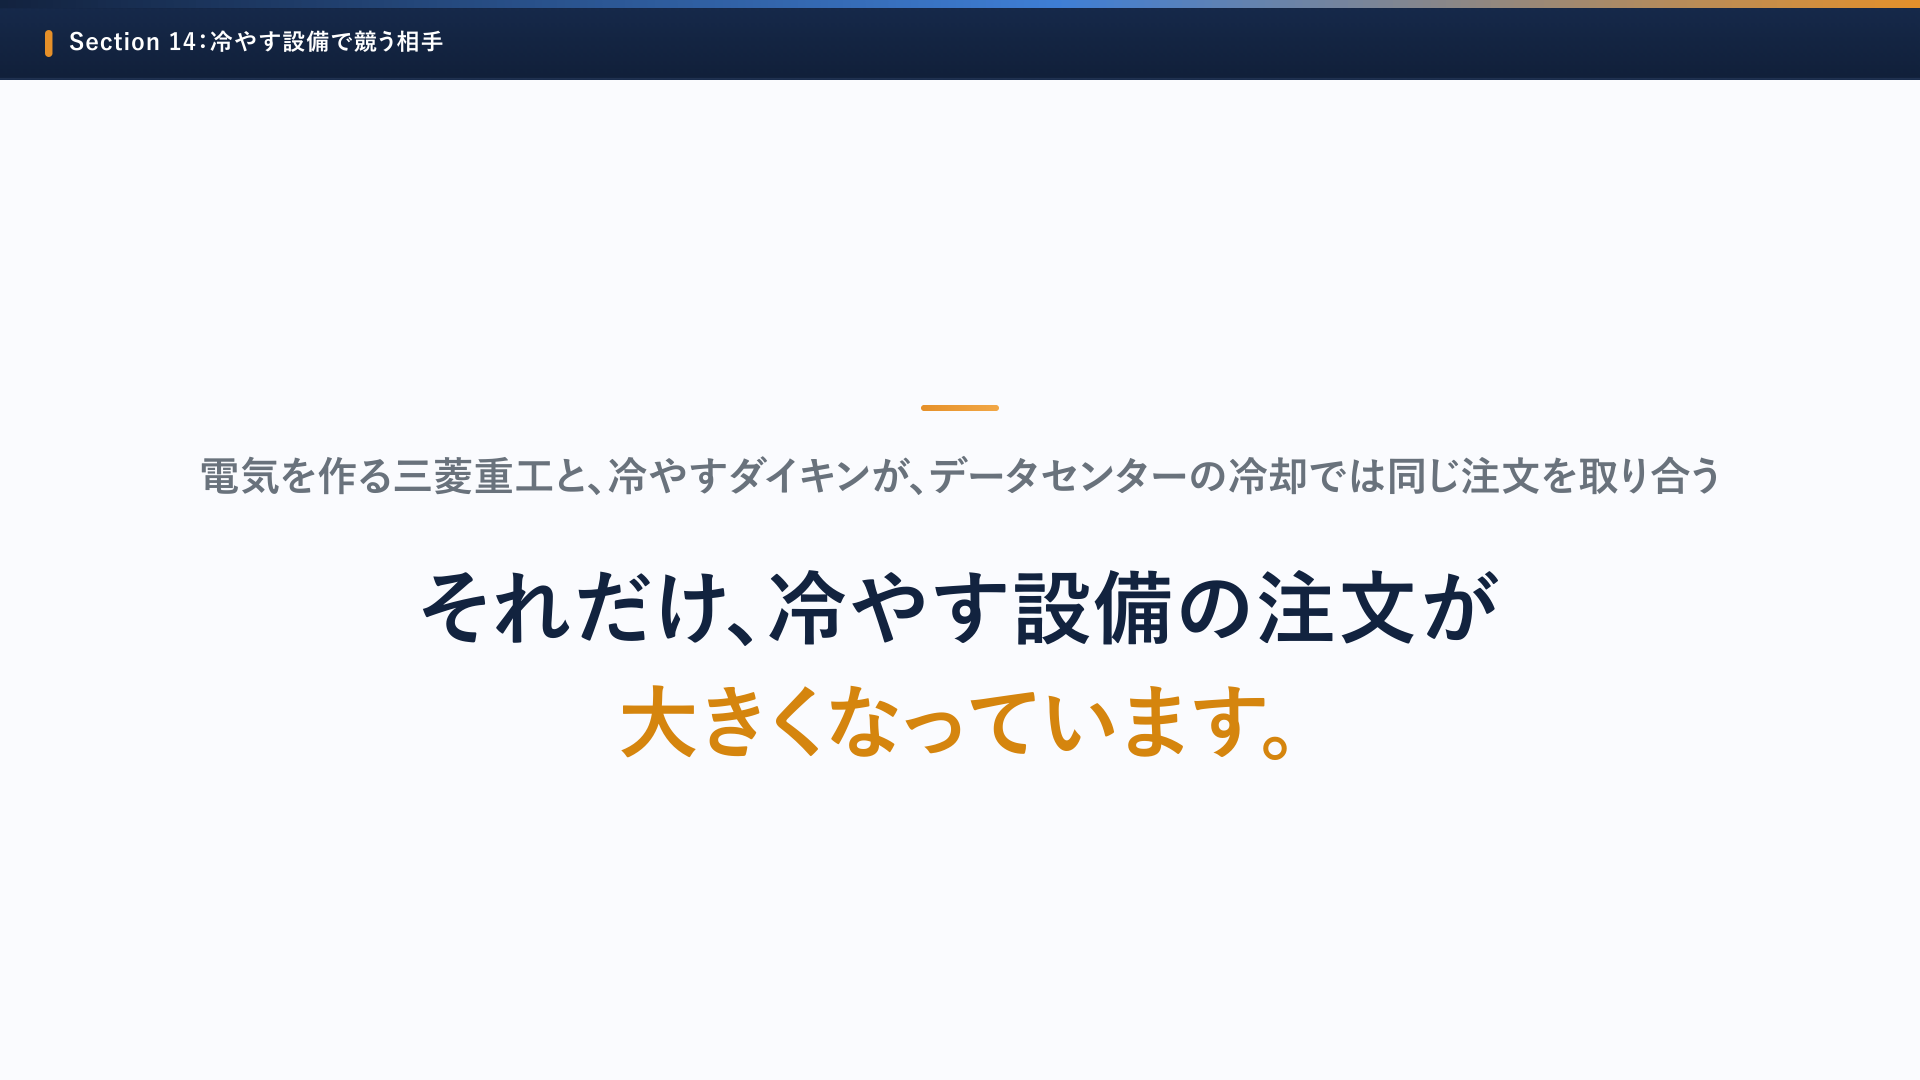 Section 14：冷やす設備で競う相手
電気を作る三菱重工と、冷やすダイキンが、データセンターの冷却では同じ注文を取り合う
それだけ、冷やす設備の注文が
大きくなっています。